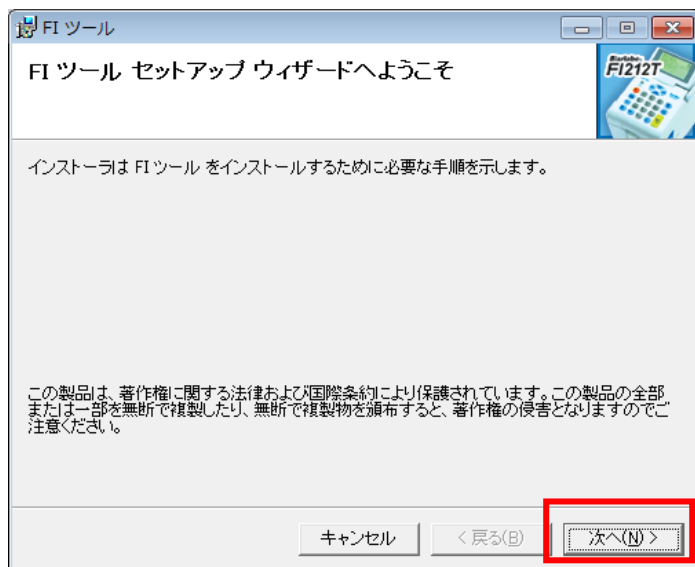 FI ツール
FI ツール セットアップ ウィザードへようこそ
FI212T
インストーラは FI ツール をインストールするために必要な手順を示します。
この製品は、著作権に関する法律および国際条約により保護されています。この製品の全部
または一部を無断で複製したり、無断で複製物を頒布すると、著作権の侵害となりますのでご
注意ください。
キャンセル
< 戻る(B)
次へ(N) >